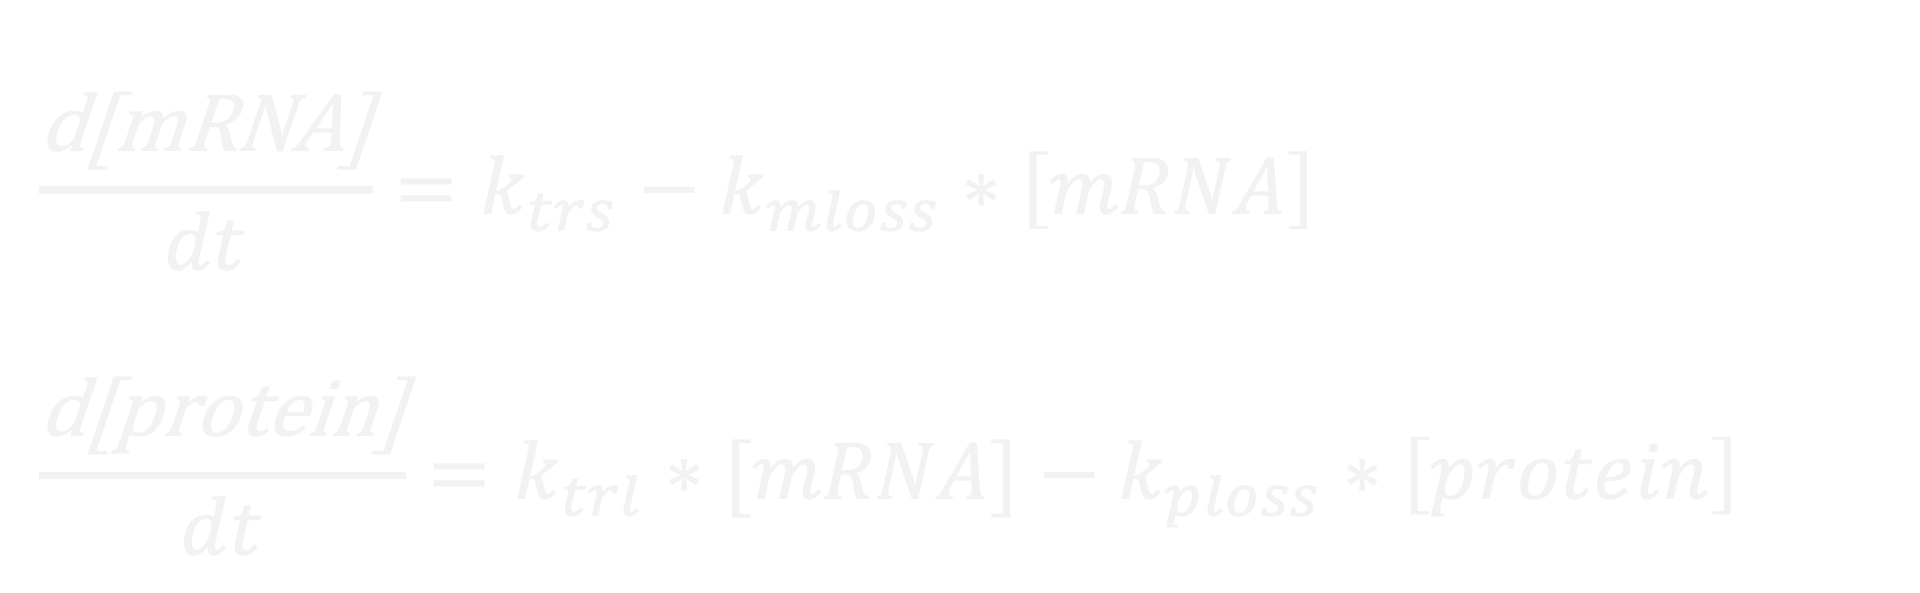 d[mRNA]/dt = k_trs − k_mloss * [mRNA]
d[protein]/dt = k_trl * [mRNA] − k_ploss * [protein]